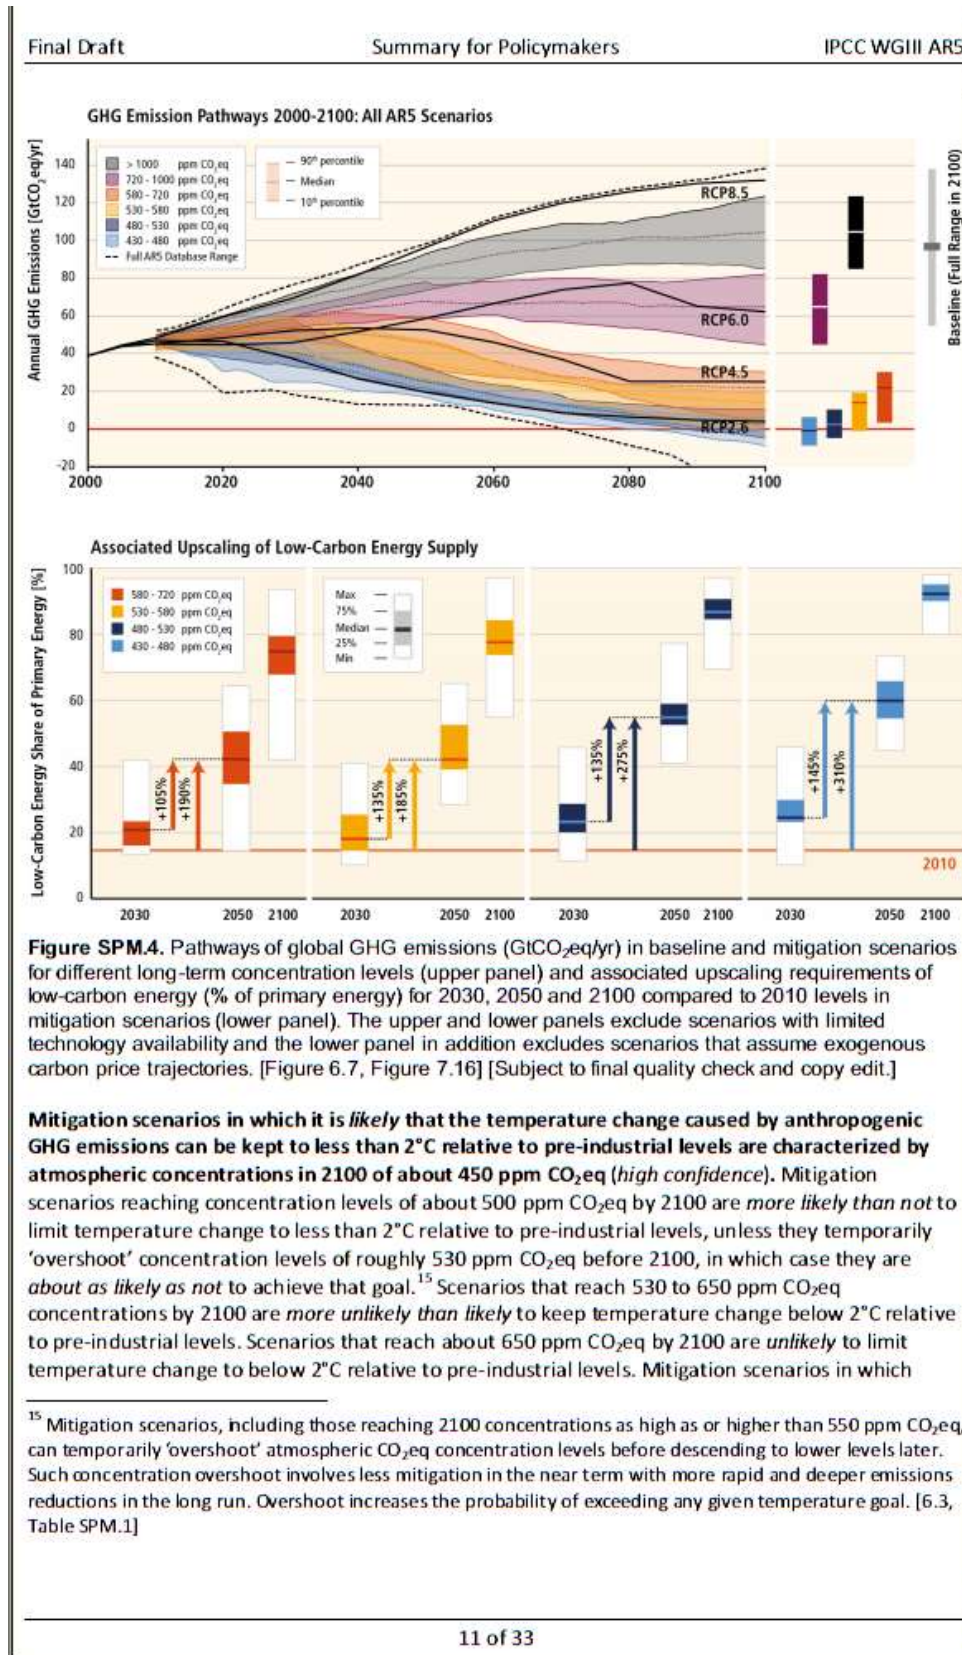 Final Draft Summary for Policymakers IPCC WGIII AR5
GHG Emission Pathways 2000-2100: All AR5 Scenarios
Annual GHG Emissions [GtCO₂eq/yr]
140
120
100
80
60
40
20
0
-20
> 1000 ppm CO₂eq
720 - 1000 ppm CO₂eq
580 - 720 ppm CO₂eq
530 - 580 ppm CO₂eq
480 - 530 ppm CO₂eq
430 - 480 ppm CO₂eq
Full AR5 Database Range
90th percentile
Median
10th percentile
RCP8.5
RCP6.0
RCP4.5
RCP2.6
Baseline (Full Range in 2100)
2000 2020 2040 2060 2080 2100
Associated Upscaling of Low-Carbon Energy Supply
Low-Carbon Energy Share of Primary Energy [%]
100
80
60
40
20
0
580 - 720 ppm CO₂eq
530 - 580 ppm CO₂eq
480 - 530 ppm CO₂eq
430 - 480 ppm CO₂eq
Max
75%
Median
25%
Min
+105%
+190%
+135%
+185%
+135%
+275%
+145%
+310%
2010
2030 2050 2100 2030 2050 2100 2030 2050 2100 2030 2050 2100
Figure SPM.4. Pathways of global GHG emissions (GtCO₂eq/yr) in baseline and mitigation scenarios
for different long-term concentration levels (upper panel) and associated upscaling requirements of
low-carbon energy (% of primary energy) for 2030, 2050 and 2100 compared to 2010 levels in
mitigation scenarios (lower panel). The upper and lower panels exclude scenarios with limited
technology availability and the lower panel in addition excludes scenarios that assume exogenous
carbon price trajectories. [Figure 6.7, Figure 7.16] [Subject to final quality check and copy edit.]
Mitigation scenarios in which it is likely that the temperature change caused by anthropogenic
GHG emissions can be kept to less than 2°C relative to pre-industrial levels are characterized by
atmospheric concentrations in 2100 of about 450 ppm CO₂eq (high confidence). Mitigation
scenarios reaching concentration levels of about 500 ppm CO₂eq by 2100 are more likely than not to
limit temperature change to less than 2°C relative to pre-industrial levels, unless they temporarily
‘overshoot’ concentration levels of roughly 530 ppm CO₂eq before 2100, in which case they are
about as likely as not to achieve that goal.¹⁵ Scenarios that reach 530 to 650 ppm CO₂eq
concentrations by 2100 are more unlikely than likely to keep temperature change below 2°C relative
to pre-industrial levels. Scenarios that reach about 650 ppm CO₂eq by 2100 are unlikely to limit
temperature change to below 2°C relative to pre-industrial levels. Mitigation scenarios in which
¹⁵ Mitigation scenarios, including those reaching 2100 concentrations as high as or higher than 550 ppm CO₂eq,
can temporarily ‘overshoot’ atmospheric CO₂eq concentration levels before descending to lower levels later.
Such concentration overshoot involves less mitigation in the near term with more rapid and deeper emissions
reductions in the long run. Overshoot increases the probability of exceeding any given temperature goal. [6.3,
Table SPM.1]
11 of 33